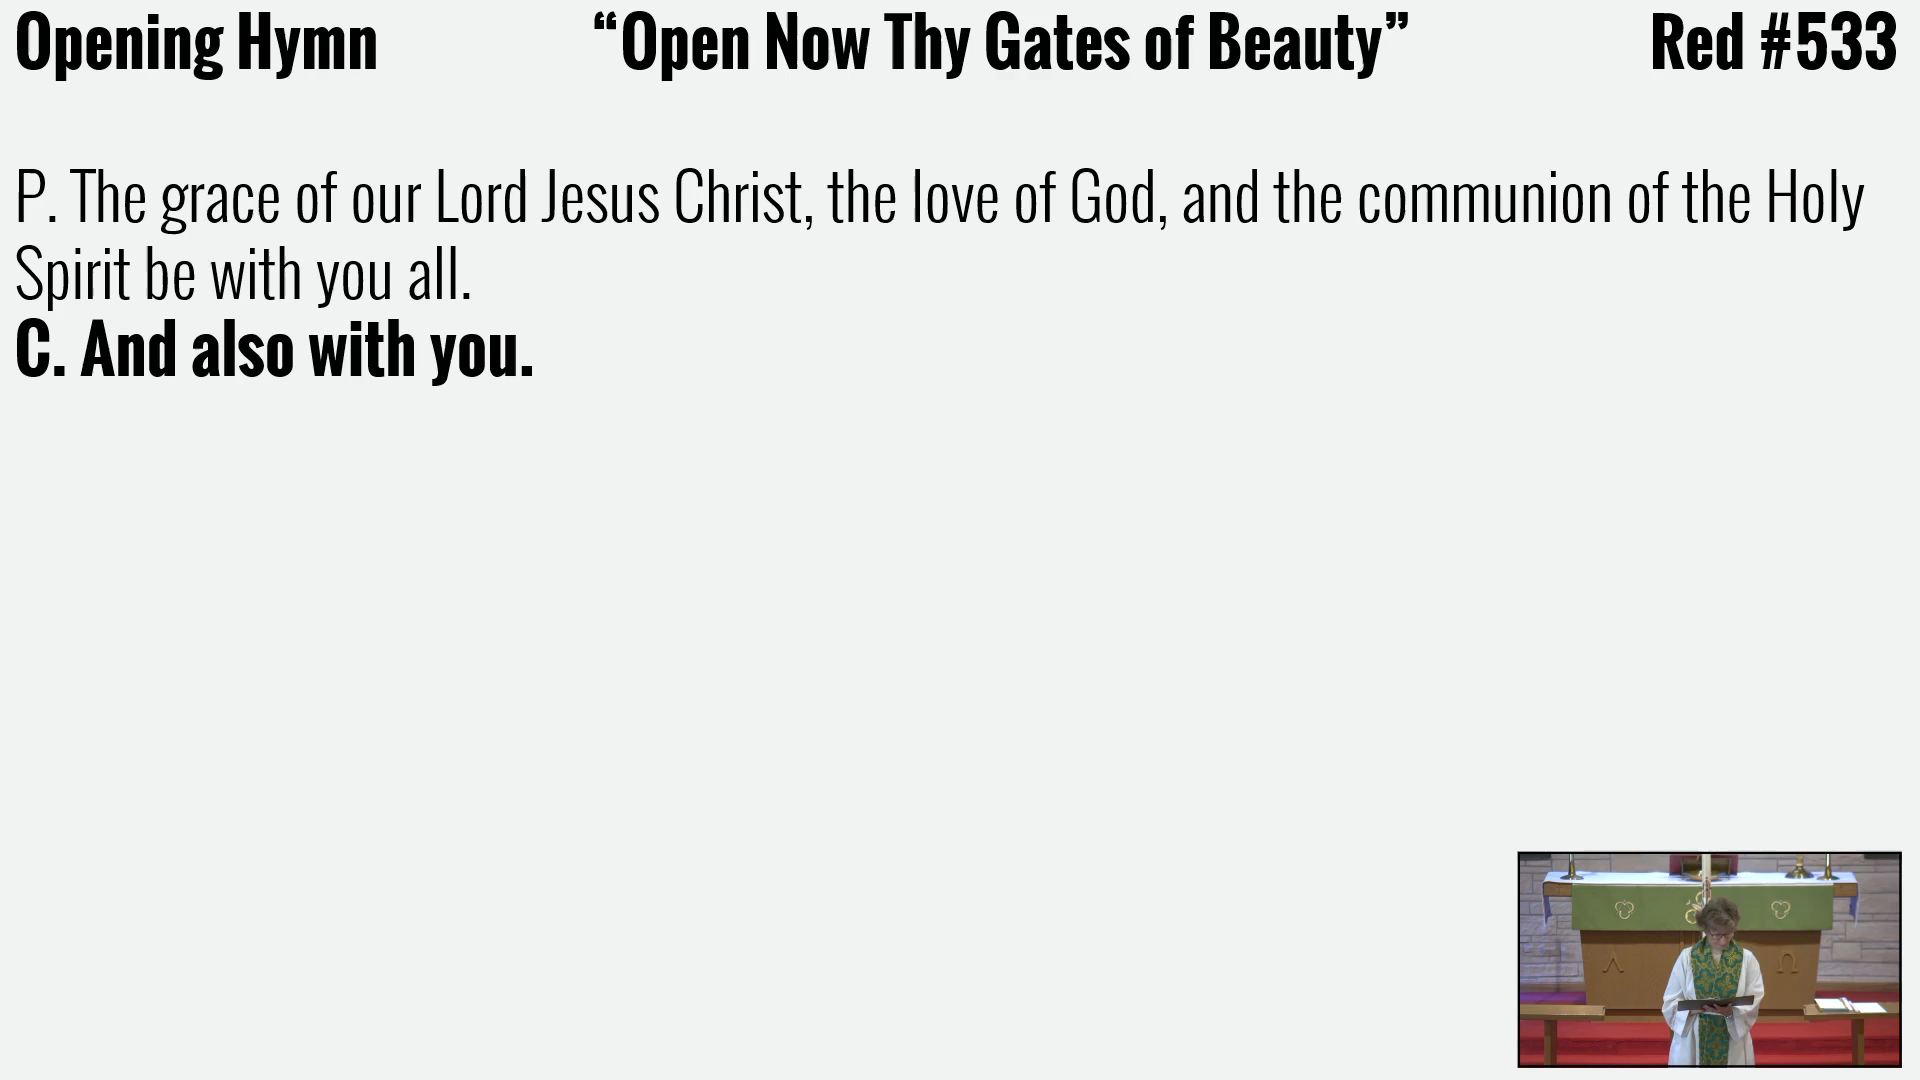 Opening Hymn “Open Now Thy Gates of Beauty” Red #533
P. The grace of our Lord Jesus Christ, the love of God, and the communion of the Holy
Spirit be with you all.
C. And also with you.
Α Ω